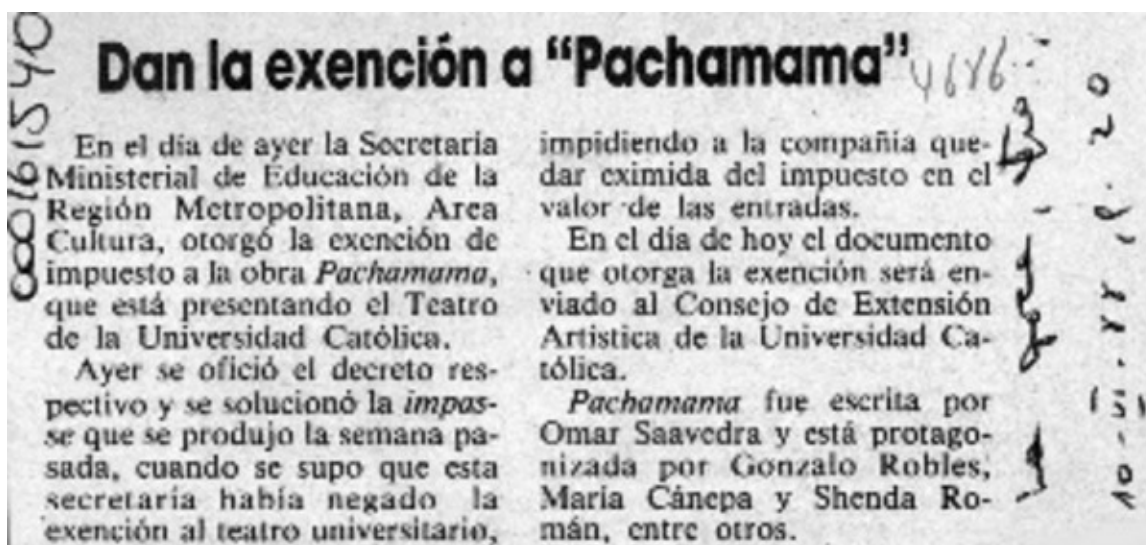 Dan la exención a "Pachamama"
En el día de ayer la Secretaría
Ministerial de Educación de la
Región Metropolitana, Area
Cultura, otorgó la exención de
impuesto a la obra Pachamama,
que está presentando el Teatro
de la Universidad Católica.
Ayer se ofició el decreto res-
pectivo y se solucionó la impas-
se que se produjo la semana pa-
sada, cuando se supo que esta
secretaría había negado la
exención al teatro universitario,
impidiendo a la compañía que-
dar eximida del impuesto en el
valor de las entradas.
En el día de hoy el documento
que otorga la exención será en-
viado al Consejo de Extensión
Artística de la Universidad Ca-
tólica.
Pachamama fue escrita por
Omar Saavedra y está protago-
nizada por Gonzalo Robles,
María Cánepa y Shenda Ro-
mán, entre otros.
000161540